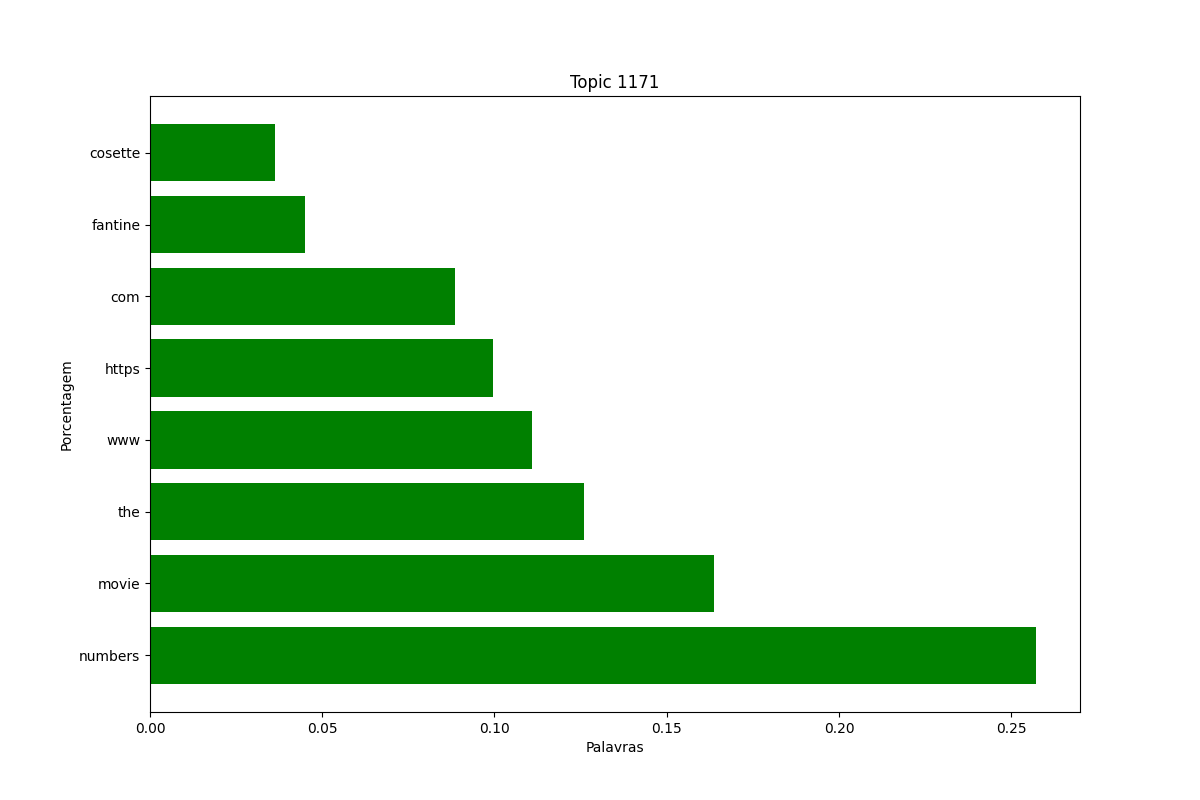 Topic 1171
cosette
fantine
com
https
www
the
movie
numbers
Porcentagem
0.00 0.05 0.10 0.15 0.20 0.25
Palavras